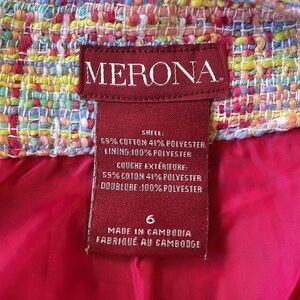 MERONA
SHELL:
59% COTTON 41% POLYESTER
LINING: 100% POLYESTER
COUCHE EXTÉRIEURE:
59% COTON 41% POLYESTER
DOUBLURE: 100% POLYESTER
6
MADE IN CAMBODIA
FABRIQUÉ AU CAMBODGE